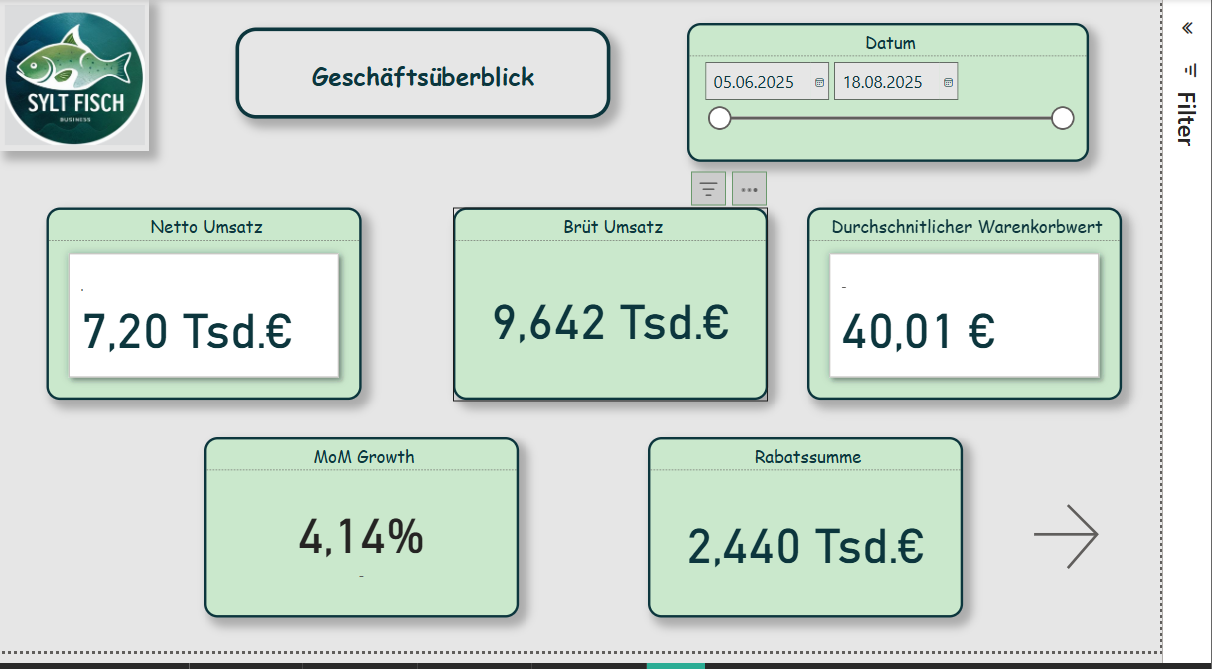 SYLT FISCH
BUSINESS
Geschäftsüberblick
Datum
05.06.2025
18.08.2025
Filter
Netto Umsatz
.
7,20 Tsd.€
Brüt Umsatz
9,642 Tsd.€
Durchschnitlicher Warenkorbwert
-
40,01 €
MoM Growth
4,14%
-
Rabatssumme
2,440 Tsd.€